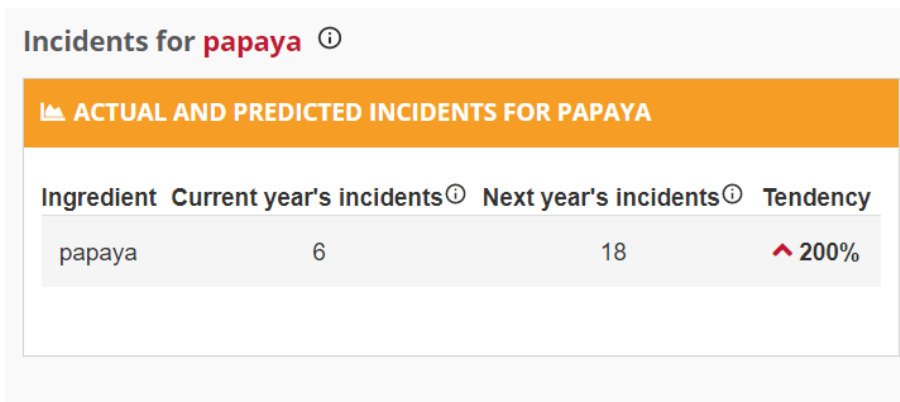 Incidents for papaya
ACTUAL AND PREDICTED INCIDENTS FOR PAPAYA
Ingredient Current year's incidents Next year's incidents Tendency
papaya 6 18 200%